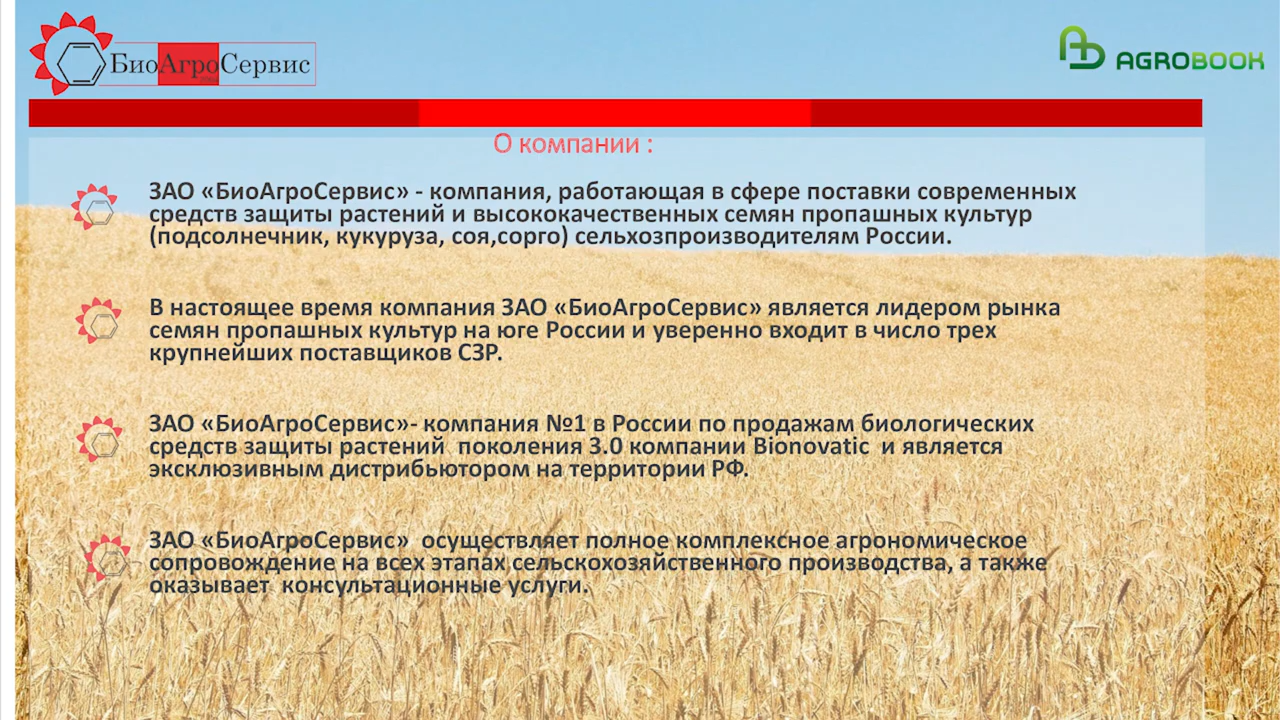 БиоАгроСервис
AGROBOOK
О компании :
ЗАО «БиоАгроСервис» - компания, работающая в сфере поставки современных
средств защиты растений и высококачественных семян пропашных культур
(подсолнечник, кукуруза, соя,сорго) сельхозпроизводителям России.
В настоящее время компания ЗАО «БиоАгроСервис» является лидером рынка
семян пропашных культур на юге России и уверенно входит в число трех
крупнейших поставщиков СЗР.
ЗАО «БиоАгроСервис»- компания №1 в России по продажам биологических
средств защиты растений  поколения 3.0 компании Bionovatic  и является
эксклюзивным дистрибьютором на территории РФ.
ЗАО «БиоАгроСервис»  осуществляет полное комплексное агрономическое
сопровождение на всех этапах сельскохозяйственного производства, а также
оказывает  консультационные услуги.